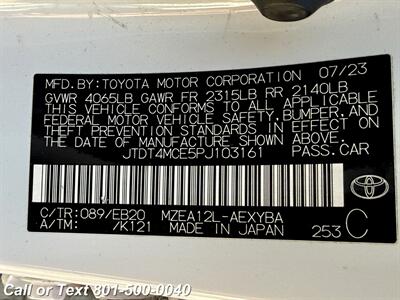 MFD.BY:TOYOTA MOTOR CORPORATION 07/23
GVWR 4065LB GAWR FR 2315LB RR 2140LB
THIS VEHICLE CONFORMS TO ALL APPLICABLE
FEDERAL MOTOR VEHICLE SAFETY,BUMPER,AND
THEFT PREVENTION STANDARDS IN EFFECT ON
THE DATE OF MANUFACTURE SHOWN ABOVE.
JTDT4MCE5PJ103161 PASS.CAR
C/TR:089/EB20 MZEA12L-AEXYBA C
A/TM: /K121 MADE IN JAPAN 253
TOYOTA
Call or Text 801-500-0040